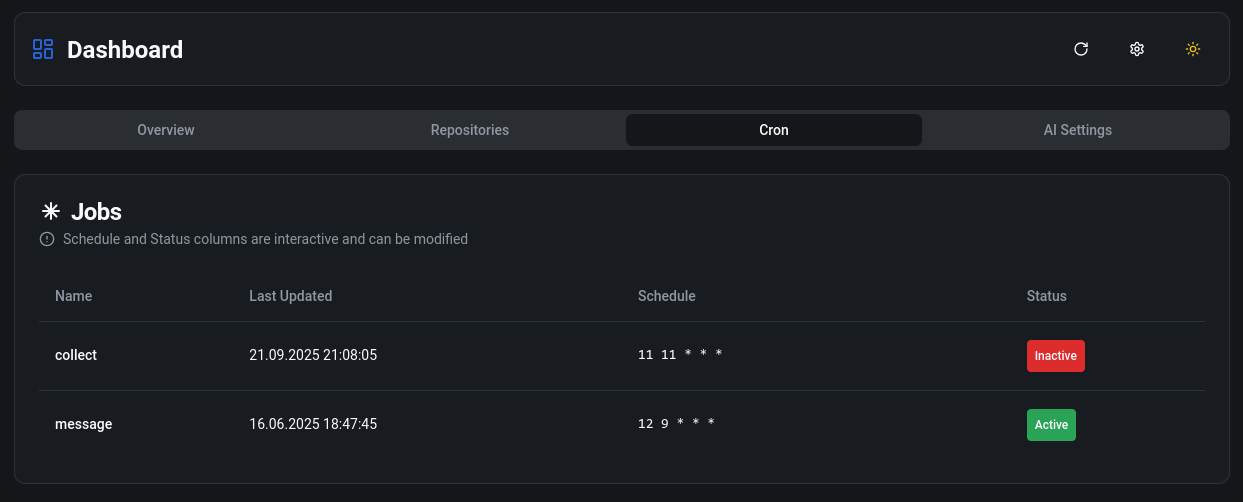 Dashboard
Overview Repositories Cron AI Settings
Jobs
Schedule and Status columns are interactive and can be modified
Name Last Updated Schedule Status
collect 21.09.2025 21:08:05 11 11 * * * Inactive
message 16.06.2025 18:47:45 12 9 * * * Active